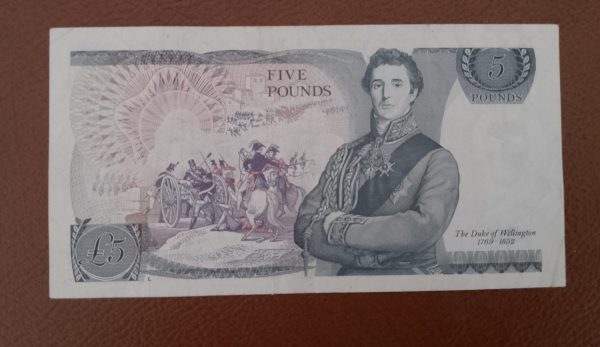 FIVE
POUNDS
5
POUNDS
The Duke of Wellington
1769-1852
£5
L